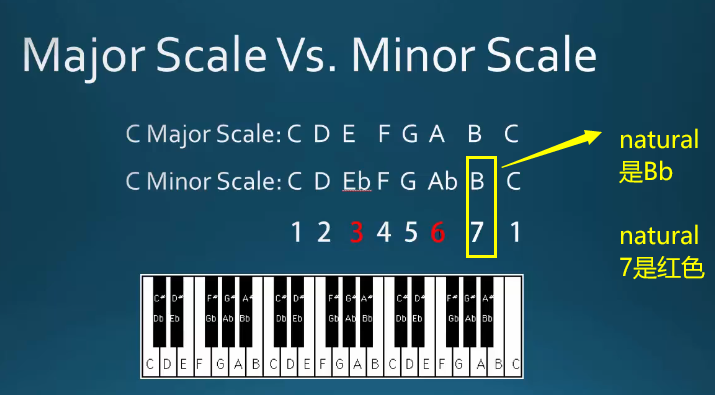 Major Scale Vs. Minor Scale
C Major Scale: C D E F G A B C
C Minor Scale: C D Eb F G Ab B C
1 2 3 4 5 6 7 1
natural
是Bb
natural
7是红色
C# D# F# G# A# C# D# F# G# A# C# D# F# G# A#
Db Eb Gb Ab Bb Db Eb Gb Ab Bb Db Eb Gb Ab Bb
C D E F G A B C D E F G A B C D E F G A B C